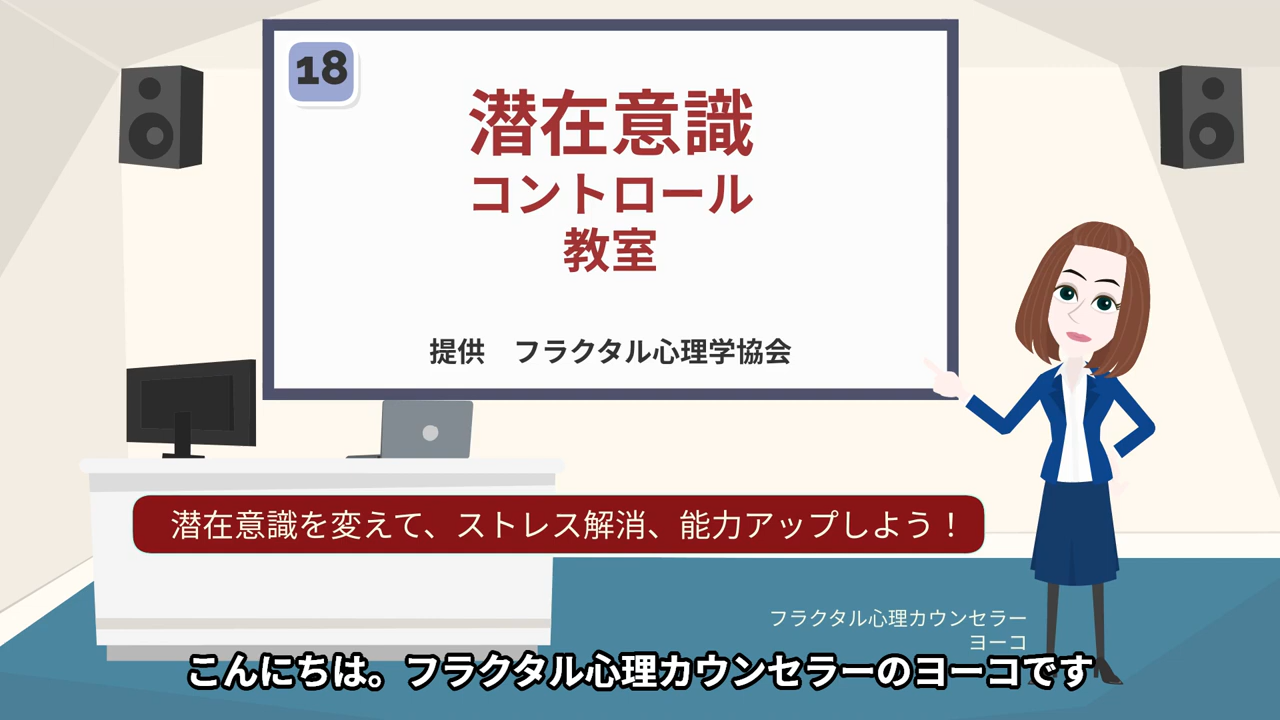 18
潜在意識
コントロール
教室
提供　フラクタル心理学協会
潜在意識を変えて、ストレス解消、能力アップしよう！
フラクタル心理カウンセラー
ヨーコ
こんにちは。フラクタル心理カウンセラーのヨーコです